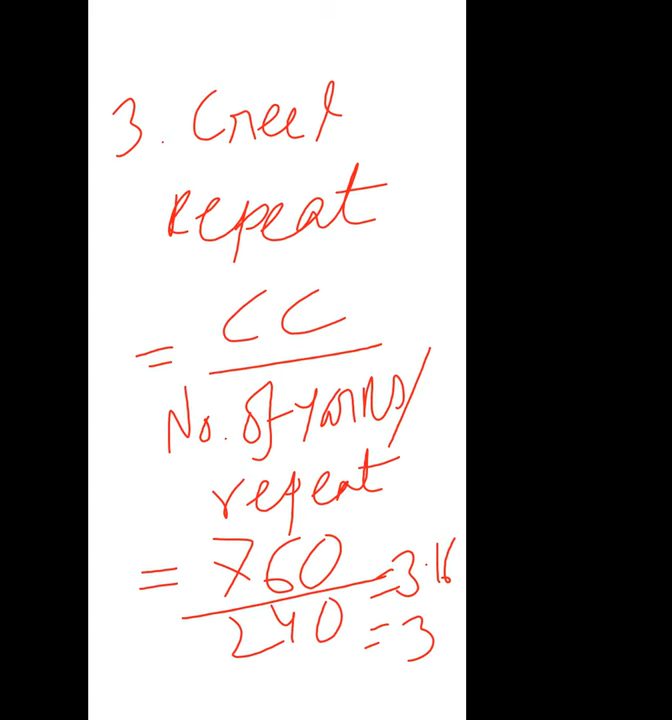 3. Creel
Repeat
= CC
No. of Yarns/
repeat
= 760 = 3.16
240 = 3